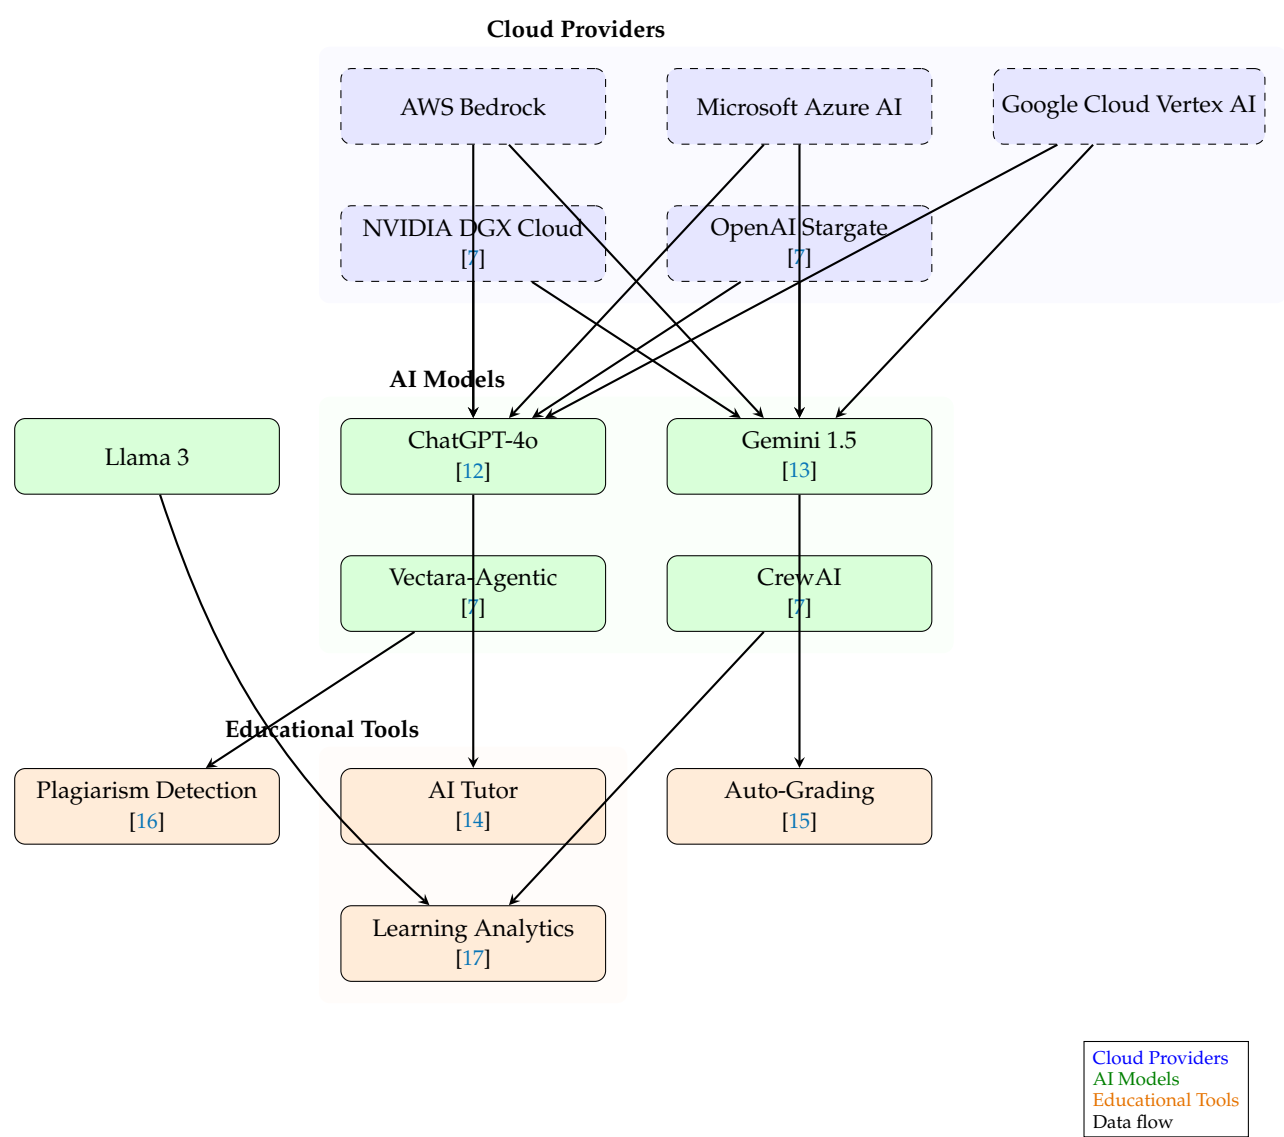 Cloud Providers
AWS Bedrock
Microsoft Azure AI
Google Cloud Vertex AI
NVIDIA DGX Cloud
[7]
OpenAI Stargate
[7]
AI Models
Llama 3
ChatGPT-4o
[12]
Gemini 1.5
[13]
Vectara-Agentic
[7]
CrewAI
[7]
Educational Tools
Plagiarism Detection
[16]
AI Tutor
[14]
Auto-Grading
[15]
Learning Analytics
[17]
Cloud Providers
AI Models
Educational Tools
Data flow